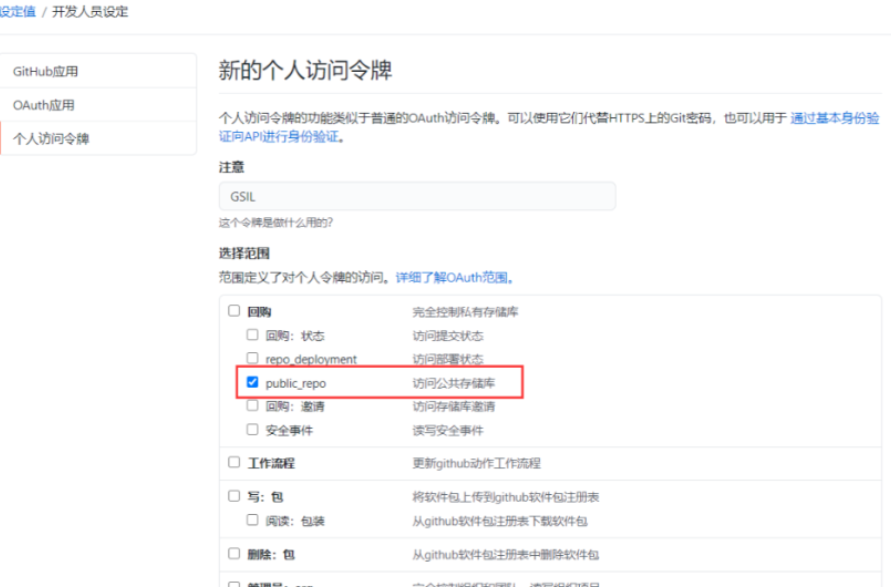 设定值 / 开发人员设定
GitHub应用
OAuth应用
个人访问令牌
新的个人访问令牌
个人访问令牌的功能类似于普通的OAuth访问令牌。可以使用它们代替HTTPS上的Git密码，也可以用于 通过基本身份验
证向API进行身份验证。
注意
GSIL
这个令牌是做什么用的？
选择范围
范围定义了对个人令牌的访问。详细了解OAuth范围。
回购 完全控制私有存储库
回购：状态 访问提交状态
repo_deployment 访问部署状态
public_repo 访问公共存储库
回购：邀请 访问存储库邀请
安全事件 读写安全事件
工作流程 更新github动作工作流程
写：包 将软件包上传到github软件包注册表
阅读：包装 从github软件包注册表下载软件包
删除：包 从github软件包注册表中删除软件包